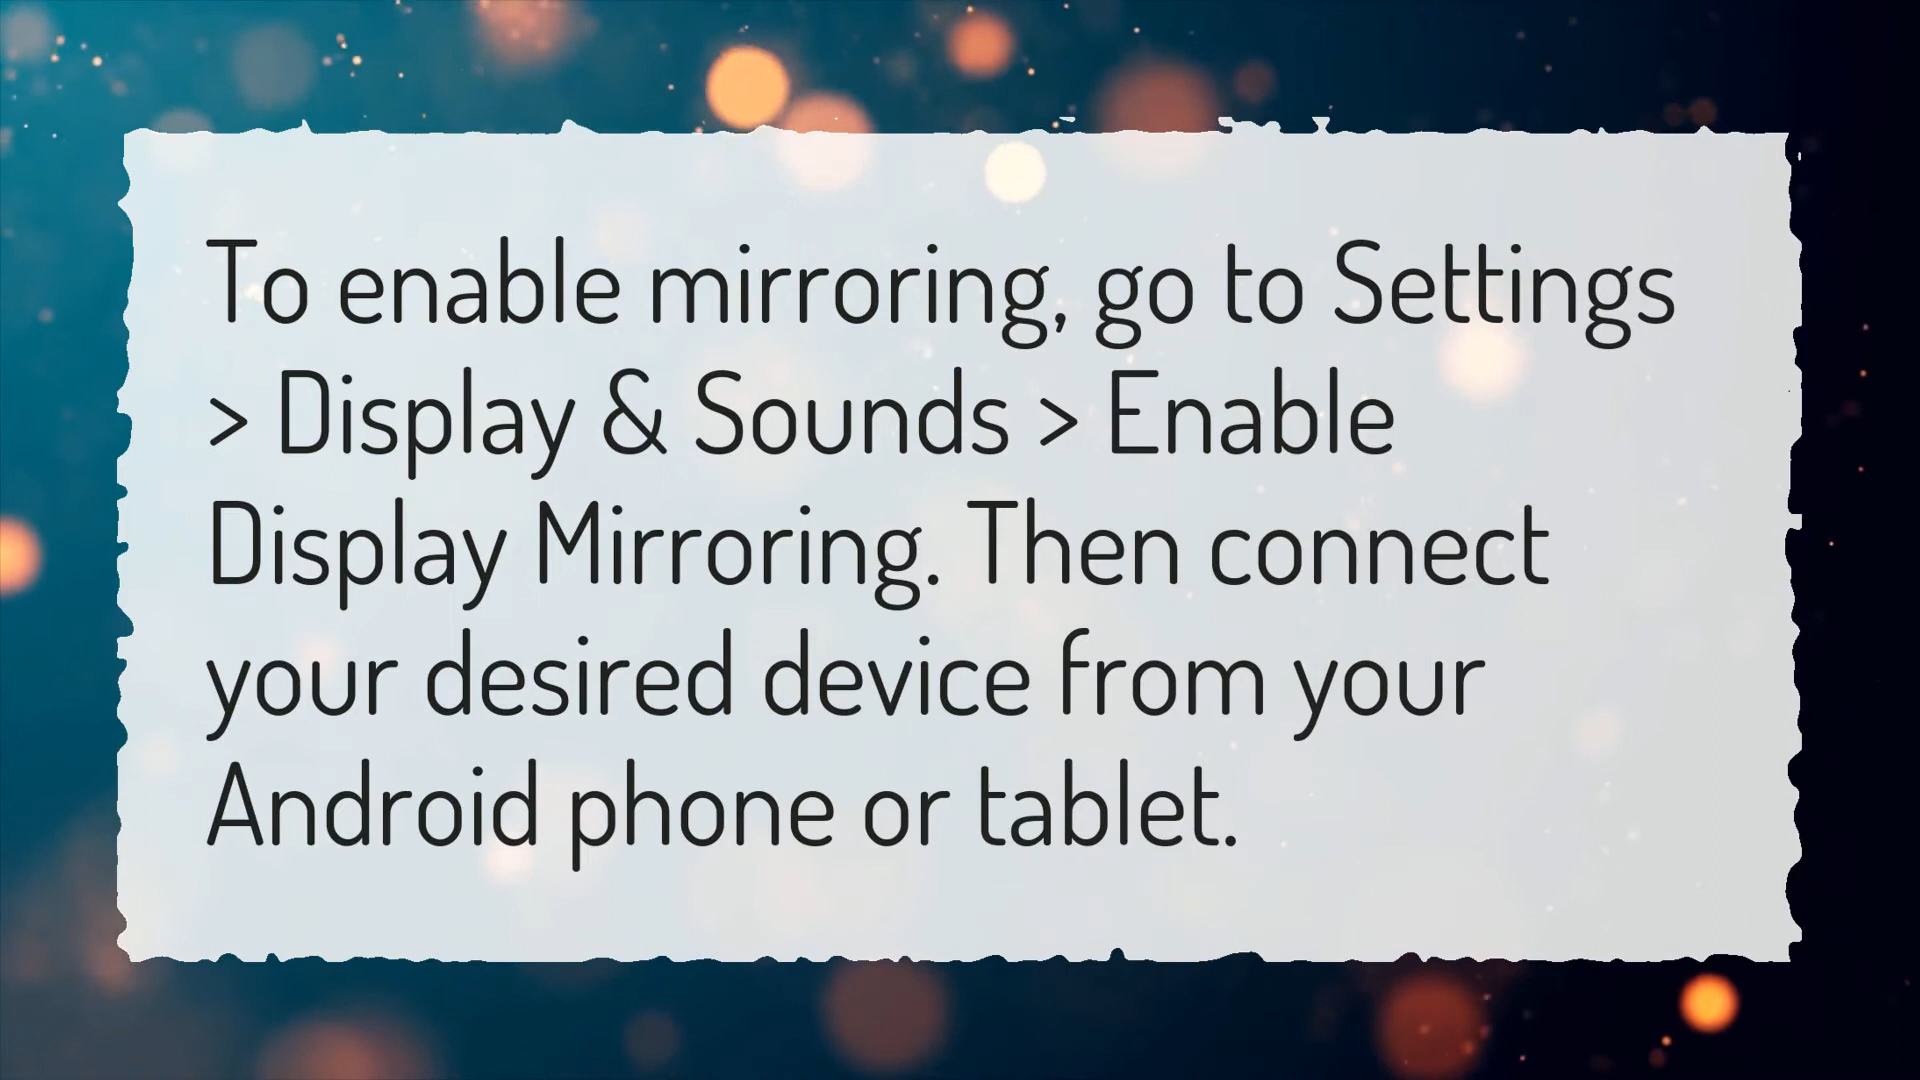 To enable mirroring, go to Settings
> Display & Sounds > Enable
Display Mirroring. Then connect
your desired device from your
Android phone or tablet.